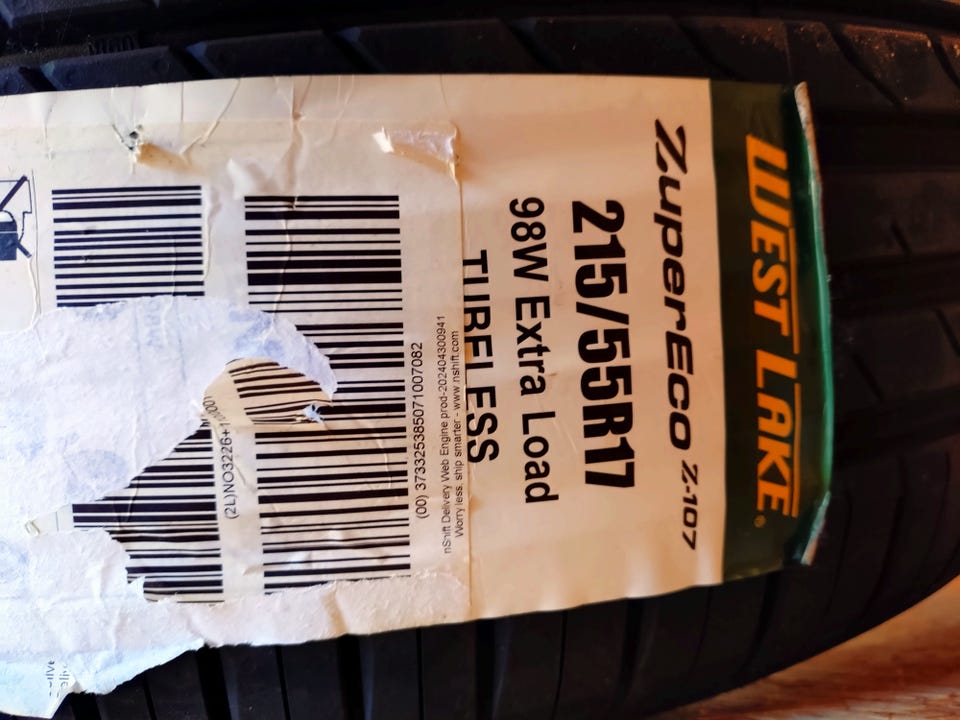 WEST LAKE®
ZuperEco Z-107
215/55R17
98W Extra Load
TUBELESS
Worry less, ship smarter - www.nshift.com
nShift Delivery Web Engine prod-202404300941
(00) 373325385071007082